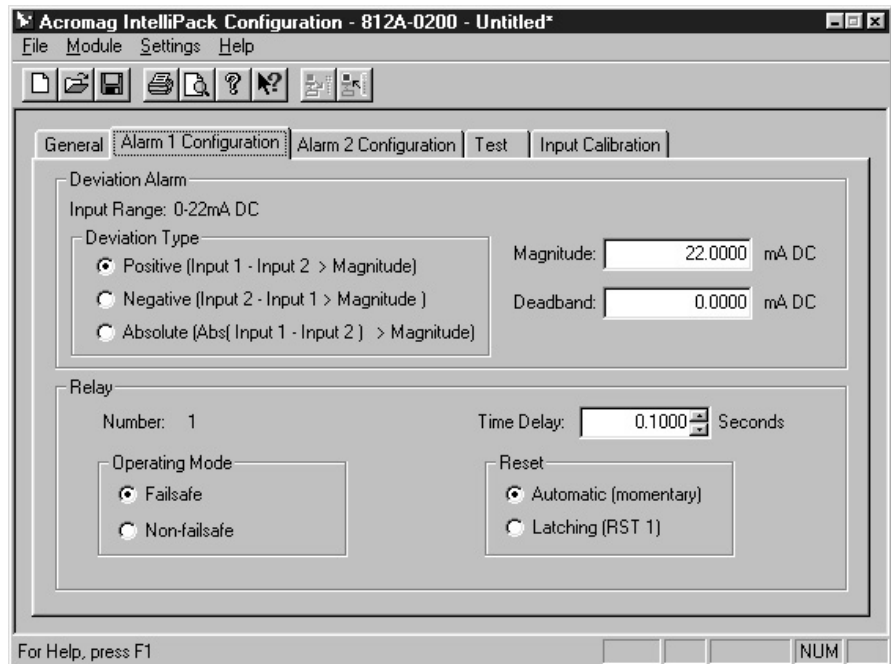 Acromag IntelliPack Configuration - 812A-0200 - Untitled*
File Module Settings Help
General Alarm 1 Configuration Alarm 2 Configuration Test Input Calibration
Deviation Alarm
Input Range: 0-22mA DC
Deviation Type
Positive (Input 1 - Input 2 > Magnitude)
Negative (Input 2 - Input 1 > Magnitude )
Absolute (Abs( Input 1 - Input 2 ) > Magnitude)
Magnitude: 22.0000 mA DC
Deadband: 0.0000 mA DC
Relay
Number: 1
Time Delay: 0.1000 Seconds
Operating Mode
Failsafe
Non-failsafe
Reset
Automatic (momentary)
Latching (RST 1)
For Help, press F1
NUM